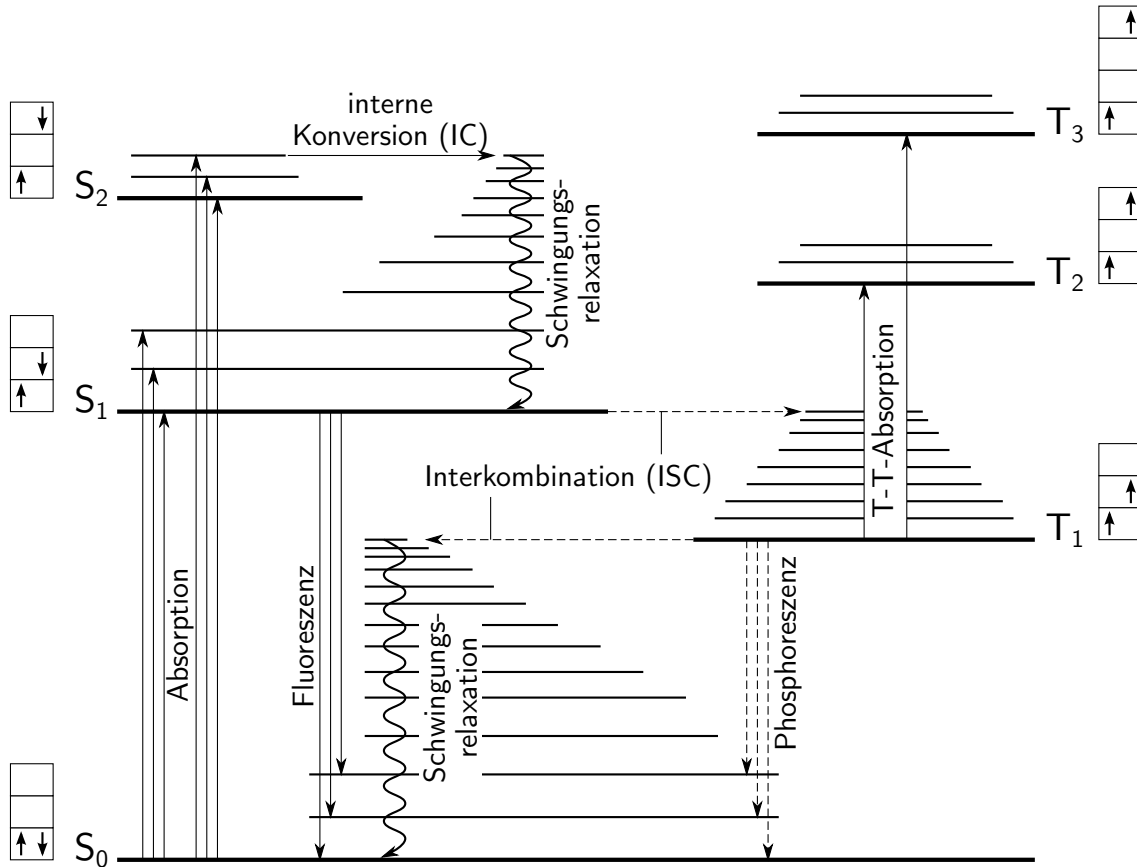 interne
Konversion (IC)
T3
S2
Schwingungs-
relaxation
T2
S1
T-T-Absorption
Interkombination (ISC)
T1
Absorption
Fluoreszenz
Schwingungs-
relaxation
Phosphoreszenz
S0